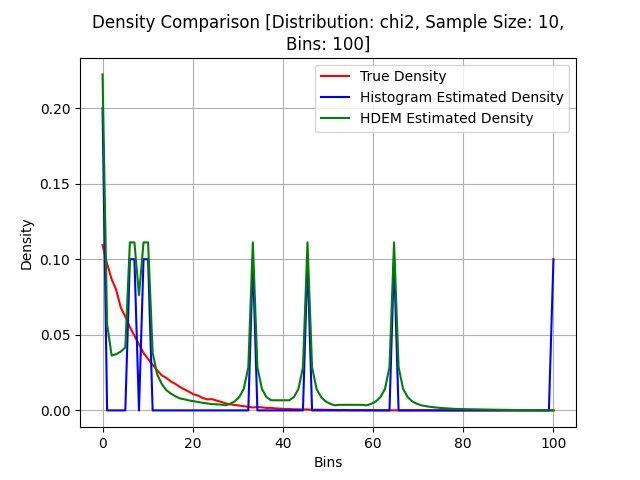 Density Comparison [Distribution: chi2, Sample Size: 10,
Bins: 100]
True Density
Histogram Estimated Density
HDEM Estimated Density
Density
0.20
0.15
0.10
0.05
0.00
0 20 40 60 80 100
Bins